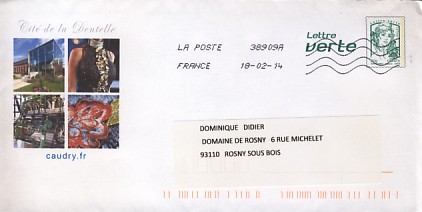 Cité de la Dentelle
Lettre
verte
LA POSTE 38909A
FRANCE 18-02-14
DOMINIQUE DIDIER
DOMAINE DE ROSNY 6 RUE MICHELET
93110 ROSNY SOUS BOIS
caudry.fr